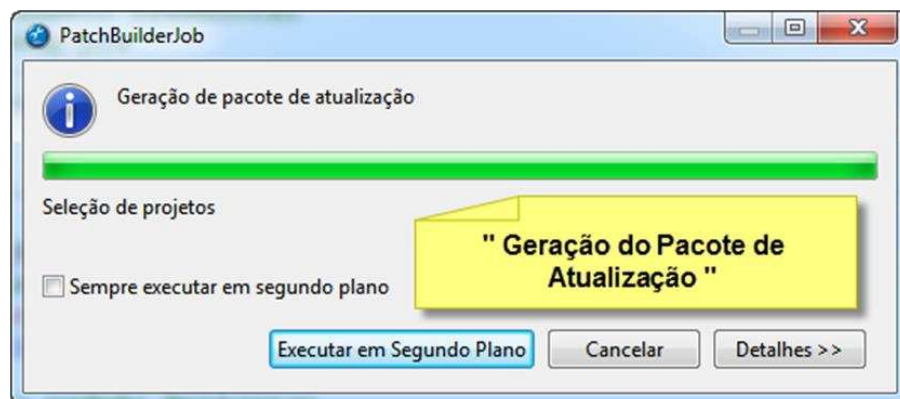 PatchBuilderJob
Geração de pacote de atualização
Seleção de projetos
" Geração do Pacote de
Atualização "
Sempre executar em segundo plano
Executar em Segundo Plano
Cancelar
Detalhes >>